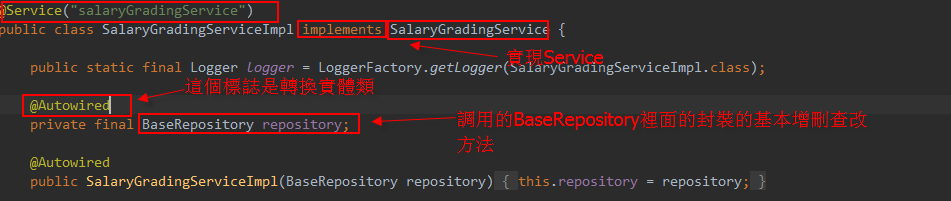 @Service("salaryGradingService")
public class SalaryGradingServiceImpl implements SalaryGradingService {
實現Service
public static final Logger logger = LoggerFactory.getLogger(SalaryGradingServiceImpl.class);
這個標誌是轉換實體類
@Autowired
private final BaseRepository repository;
調用的BaseRepository裡面的封裝的基本增刪查改
方法
@Autowired
public SalaryGradingServiceImpl(BaseRepository repository) { this.repository = repository; }